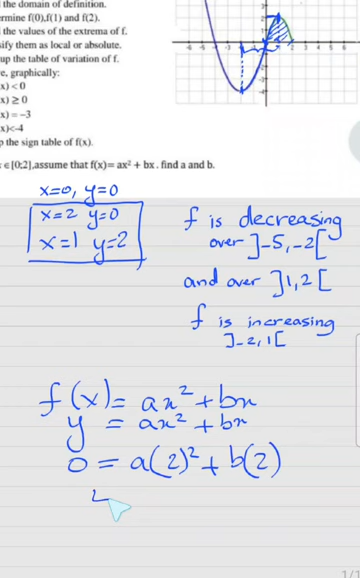 the domain of definition.
rmine f(0),f(1) and f(2).
the values of the extrema of f.
sify them as local or absolute.
up the table of variation of f.
e, graphically:
x) < 0
x) ≥ 0
x) = −3
x)<-4
the sign table of f(x).
∈ [0;2],assume that f(x)= ax² + bx . find a and b.
x=0, y=0
x=2 y=0
x=1 y=2
f is decreasing
over ]-5,-2[
and over ]1,2[
f is increasing
]-2,1[
f(x)= ax²+bx
y = ax²+bx
0 = a(2)²+b(2)
1/1